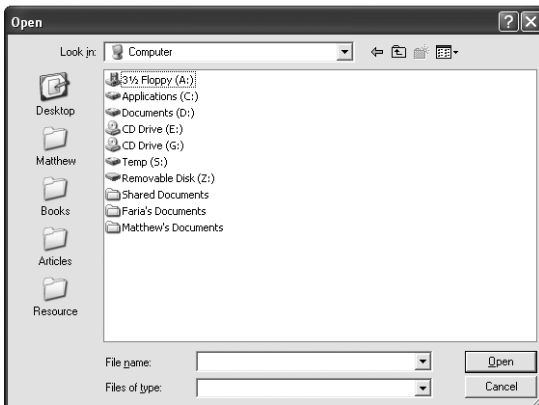 Open
Look in: Computer
Desktop
Matthew
Books
Articles
Resource
3½ Floppy (A:)
Applications (C:)
Documents (D:)
CD Drive (E:)
CD Drive (G:)
Temp (S:)
Removable Disk (Z:)
Shared Documents
Faria's Documents
Matthew's Documents
File name:
Open
Files of type:
Cancel